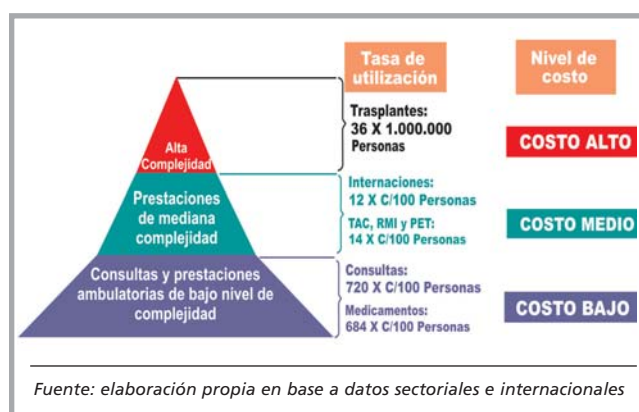 Tasa de
utilización
Nivel de
costo
Alta
Complejidad
Trasplantes:
36 X 1.000.000
Personas
COSTO ALTO
Prestaciones
de mediana
complejidad
Internaciones:
12 X C/100 Personas
TAC, RMI y PET:
14 X C/100 Personas
COSTO MEDIO
Consultas y prestaciones
ambulatorias de bajo nivel de
complejidad
Consultas:
720 X C/100 Personas
Medicamentos:
684 X C/100 Personas
COSTO BAJO
Fuente: elaboración propia en base a datos sectoriales e internacionales